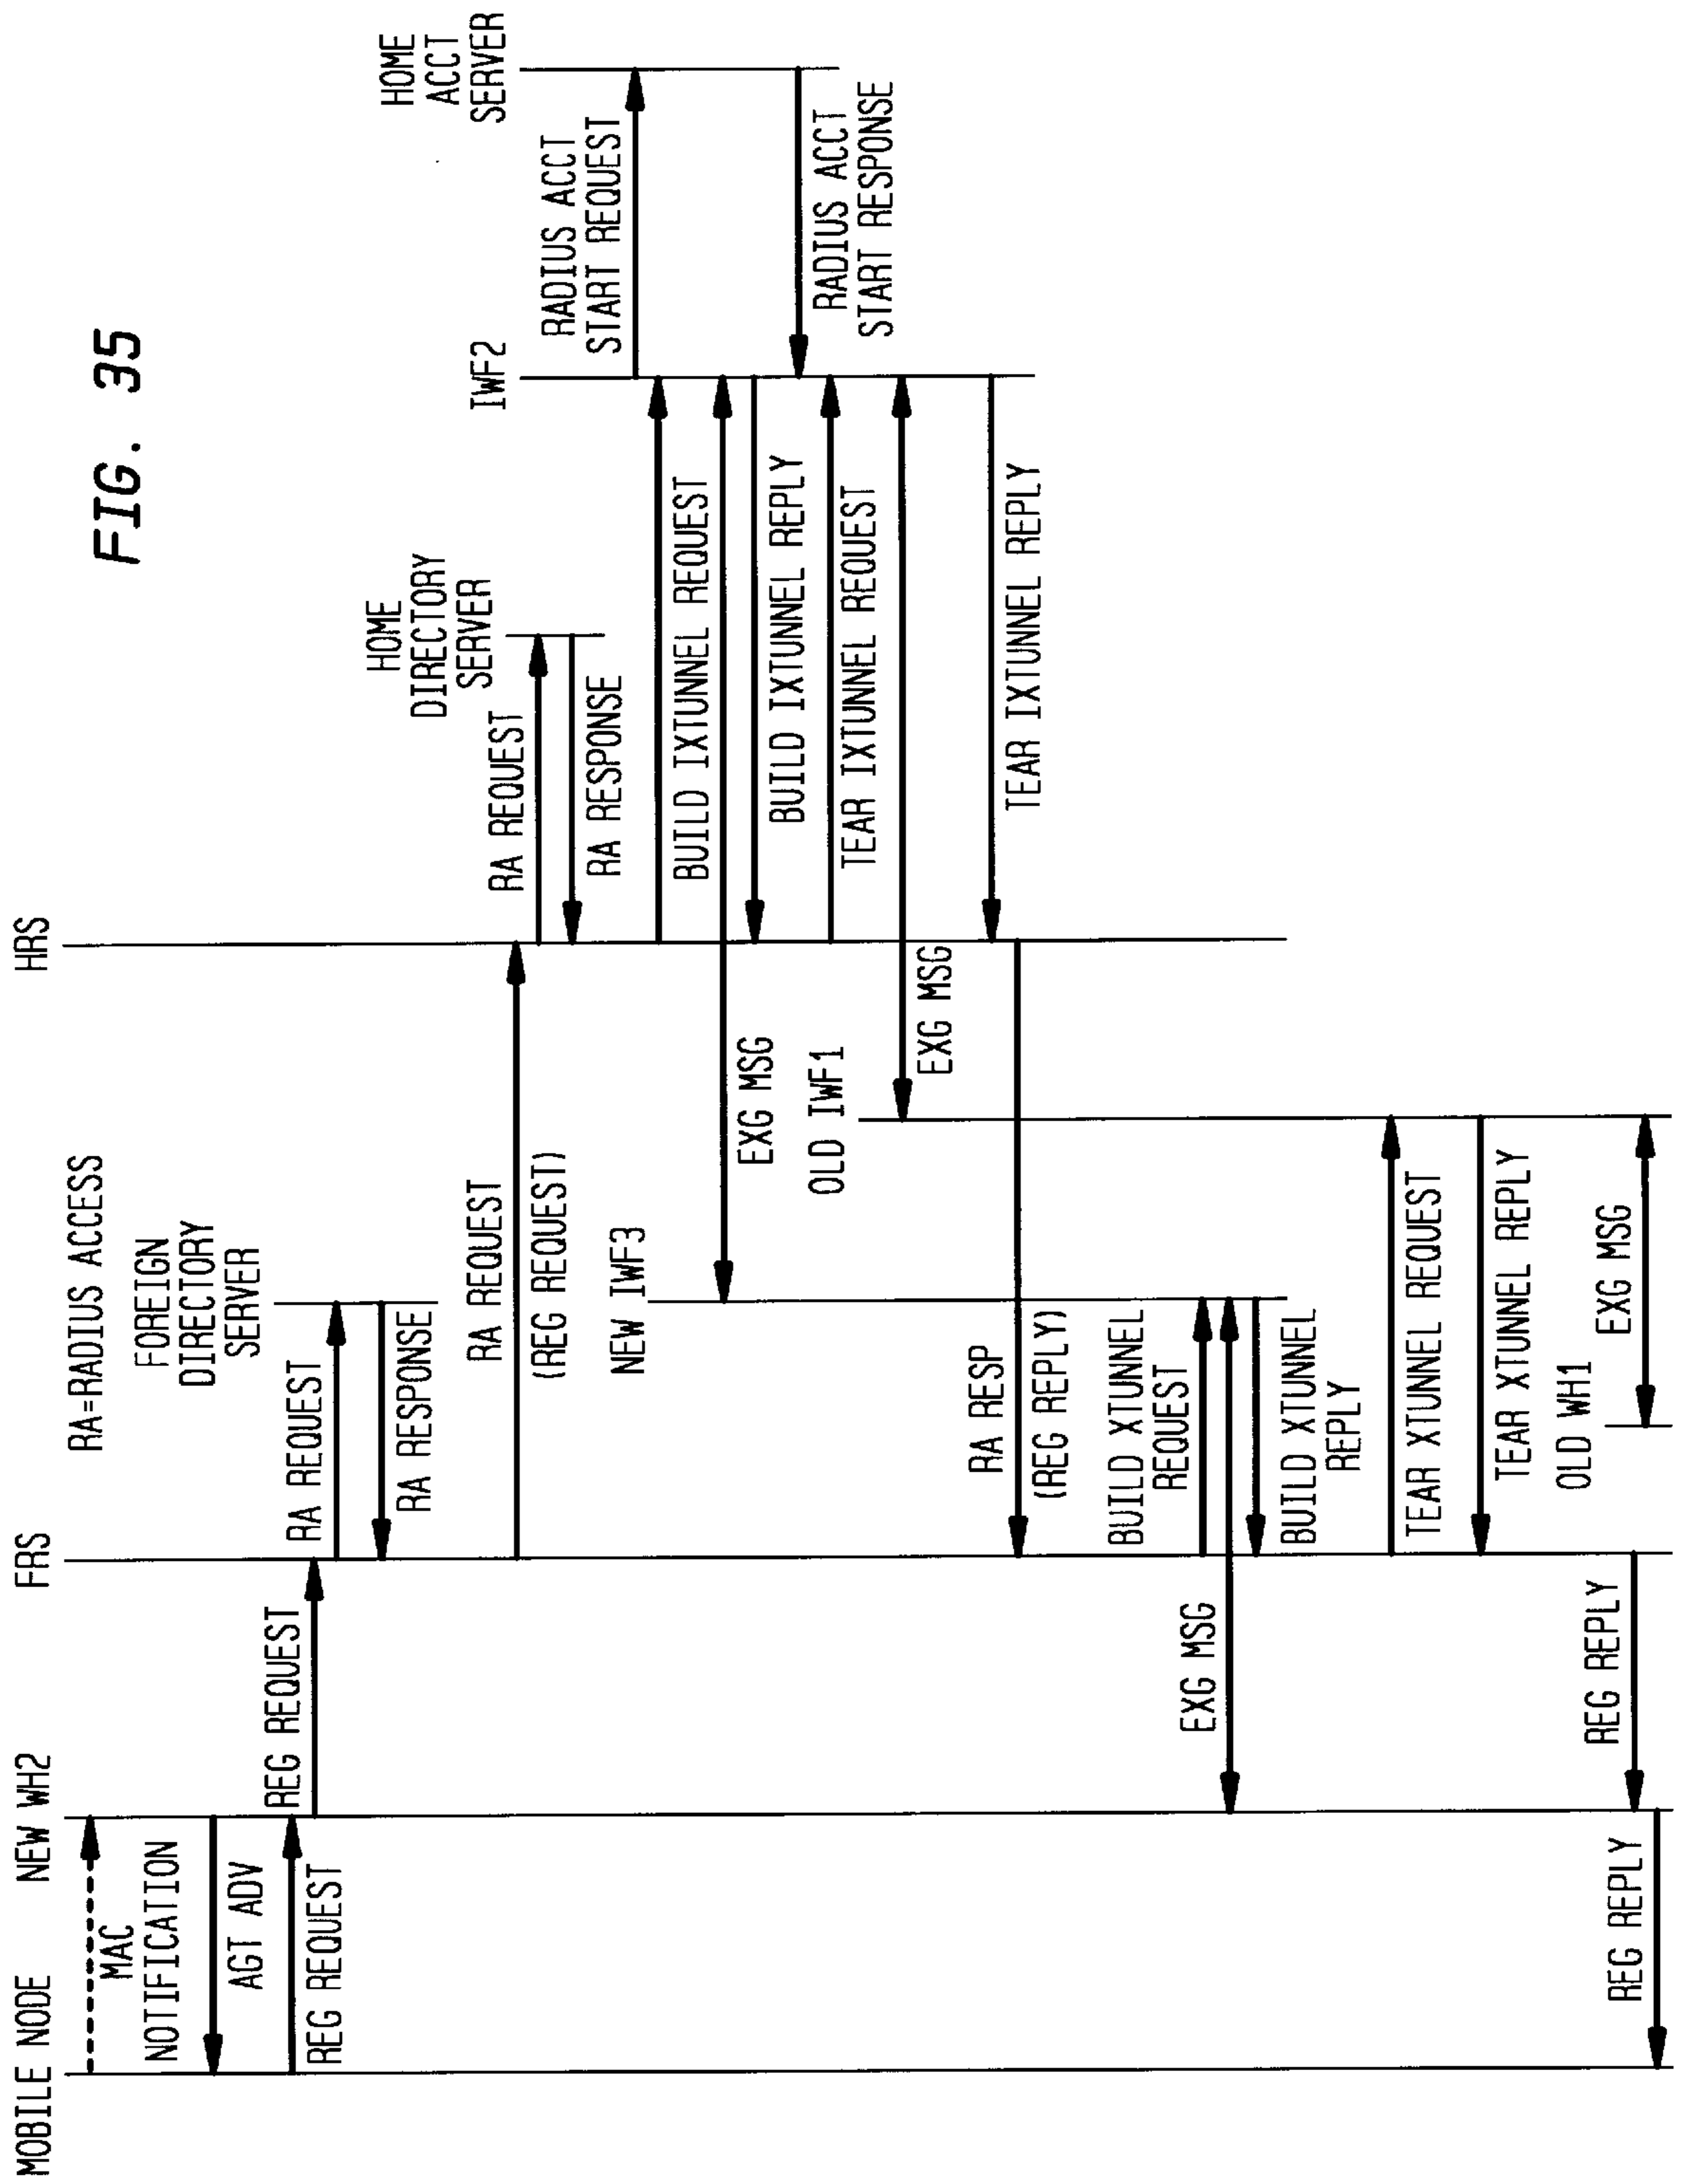 FIG. 35
RA=RADIUS ACCESS
MOBILE NODE
NEW WH2
FRS
HRS
MAC
NOTIFICATION
AGT ADV
REG REQUEST
REG REQUEST
FOREIGN
DIRECTORY
SERVER
RA REQUEST
RA RESPONSE
RA REQUEST
(REG REQUEST)
HOME
DIRECTORY
SERVER
RA REQUEST
RA RESPONSE
IWF2
HOME
ACCT
SERVER
RADIUS ACCT
START REQUEST
BUILD IXTUNNEL REQUEST
NEW IWF3
EXG MSG
BUILD IXTUNNEL REPLY
RADIUS ACCT
START RESPONSE
TEAR IXTUNNEL REQUEST
OLD IWF1
EXG MSG
TEAR IXTUNNEL REPLY
RA RESP
(REG REPLY)
BUILD XTUNNEL
REQUEST
EXG MSG
BUILD XTUNNEL
REPLY
TEAR XTUNNEL REQUEST
TEAR XTUNNEL REPLY
OLD WH1
EXG MSG
REG REPLY
REG REPLY